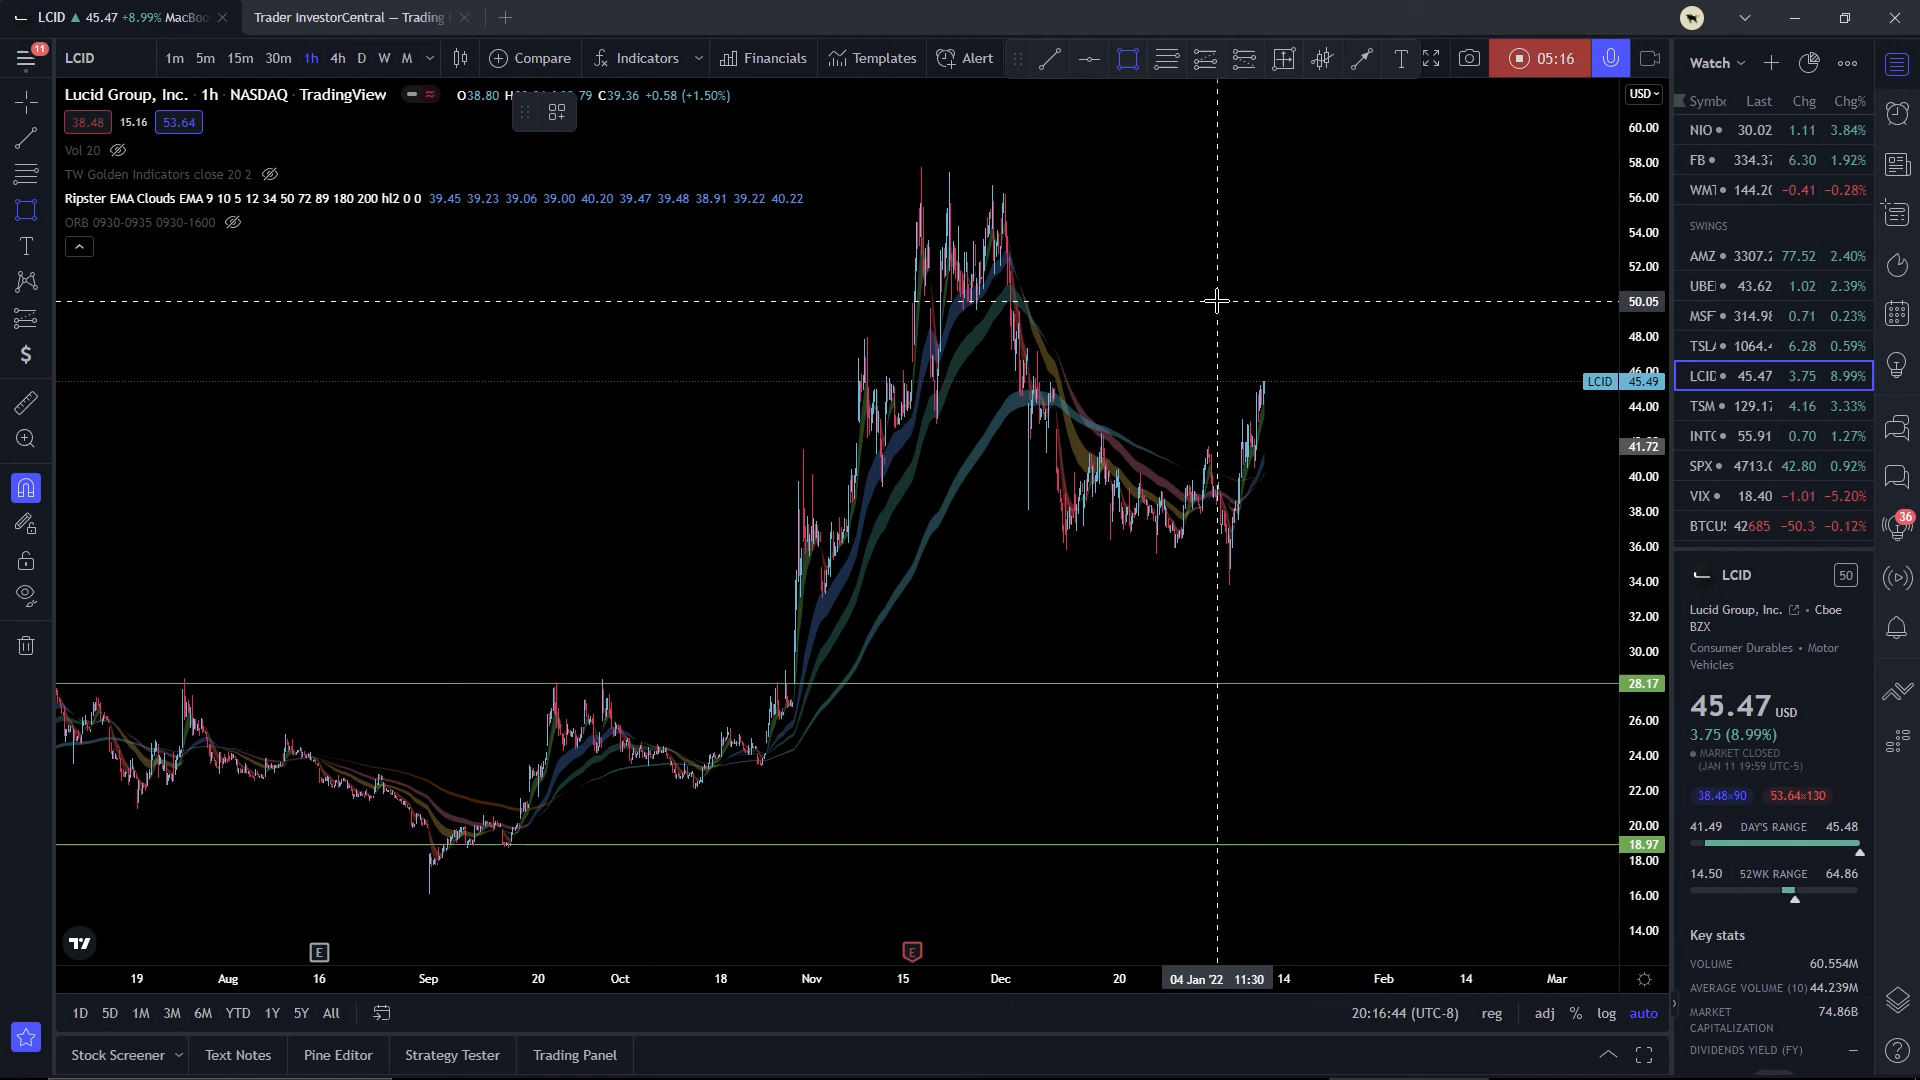 LCID ▲ 45.47 +8.99% MacBoo
Trader InvestorCentral — Trading
11
LCID
1m 5m 15m 30m 1h 4h D W M
Compare
Indicators
Financials
Templates
Alert
05:16
Watch
Lucid Group, Inc. · 1h · NASDAQ · TradingView
O38.80 H 79 C39.36 +0.58 (+1.50%)
38.48 15.16 53.64
Vol 20
TW Golden Indicators close 20 2
Ripster EMA Clouds EMA 9 10 5 12 34 50 72 89 180 200 hl2 0 0 39.45 39.23 39.06 39.00 40.20 39.47 39.48 38.91 39.22 40.22
ORB 0930-0935 0930-1600
USD
60.00
58.00
56.00
54.00
52.00
50.05
48.00
46.00
LCID 45.49
44.00
41.72
40.00
38.00
36.00
34.00
32.00
30.00
28.17
26.00
24.00
22.00
20.00
18.97
18.00
16.00
14.00
E
E
19 Aug 16 Sep 20 Oct 18 Nov 15 Dec 20 04 Jan '22 11:30 14 Feb 14 Mar
1D 5D 1M 3M 6M YTD 1Y 5Y All
20:16:44 (UTC-8) reg adj % log auto
Stock Screener
Text Notes
Pine Editor
Strategy Tester
Trading Panel
Symbo Last Chg Chg%
NIO 30.02 1.11 3.84%
FB 334.37 6.30 1.92%
WMT 144.20 −0.41 −0.28%
SWINGS
AMZ 3307.2 77.52 2.40%
UBE 43.62 1.02 2.39%
MSF 314.98 0.71 0.23%
TSLA 1064.4 6.28 0.59%
LCID 45.47 3.75 8.99%
TSM 129.17 4.16 3.33%
INTC 55.91 0.70 1.27%
SPX 4713.0 42.80 0.92%
VIX 18.40 −1.01 −5.20%
BTCUS 42685 −50.3 −0.12%
36
LCID
50
Lucid Group, Inc. • Cboe
BZX
Consumer Durables • Motor
Vehicles
45.47 USD
3.75 (8.99%)
MARKET CLOSED
(JAN 11 19:59 UTC-5)
38.48×90 53.64×130
41.49 DAY'S RANGE 45.48
14.50 52WK RANGE 64.86
Key stats
VOLUME 60.554M
AVERAGE VOLUME (10) 44.239M
MARKET 74.86B
CAPITALIZATION
DIVIDENDS YIELD (FY) —